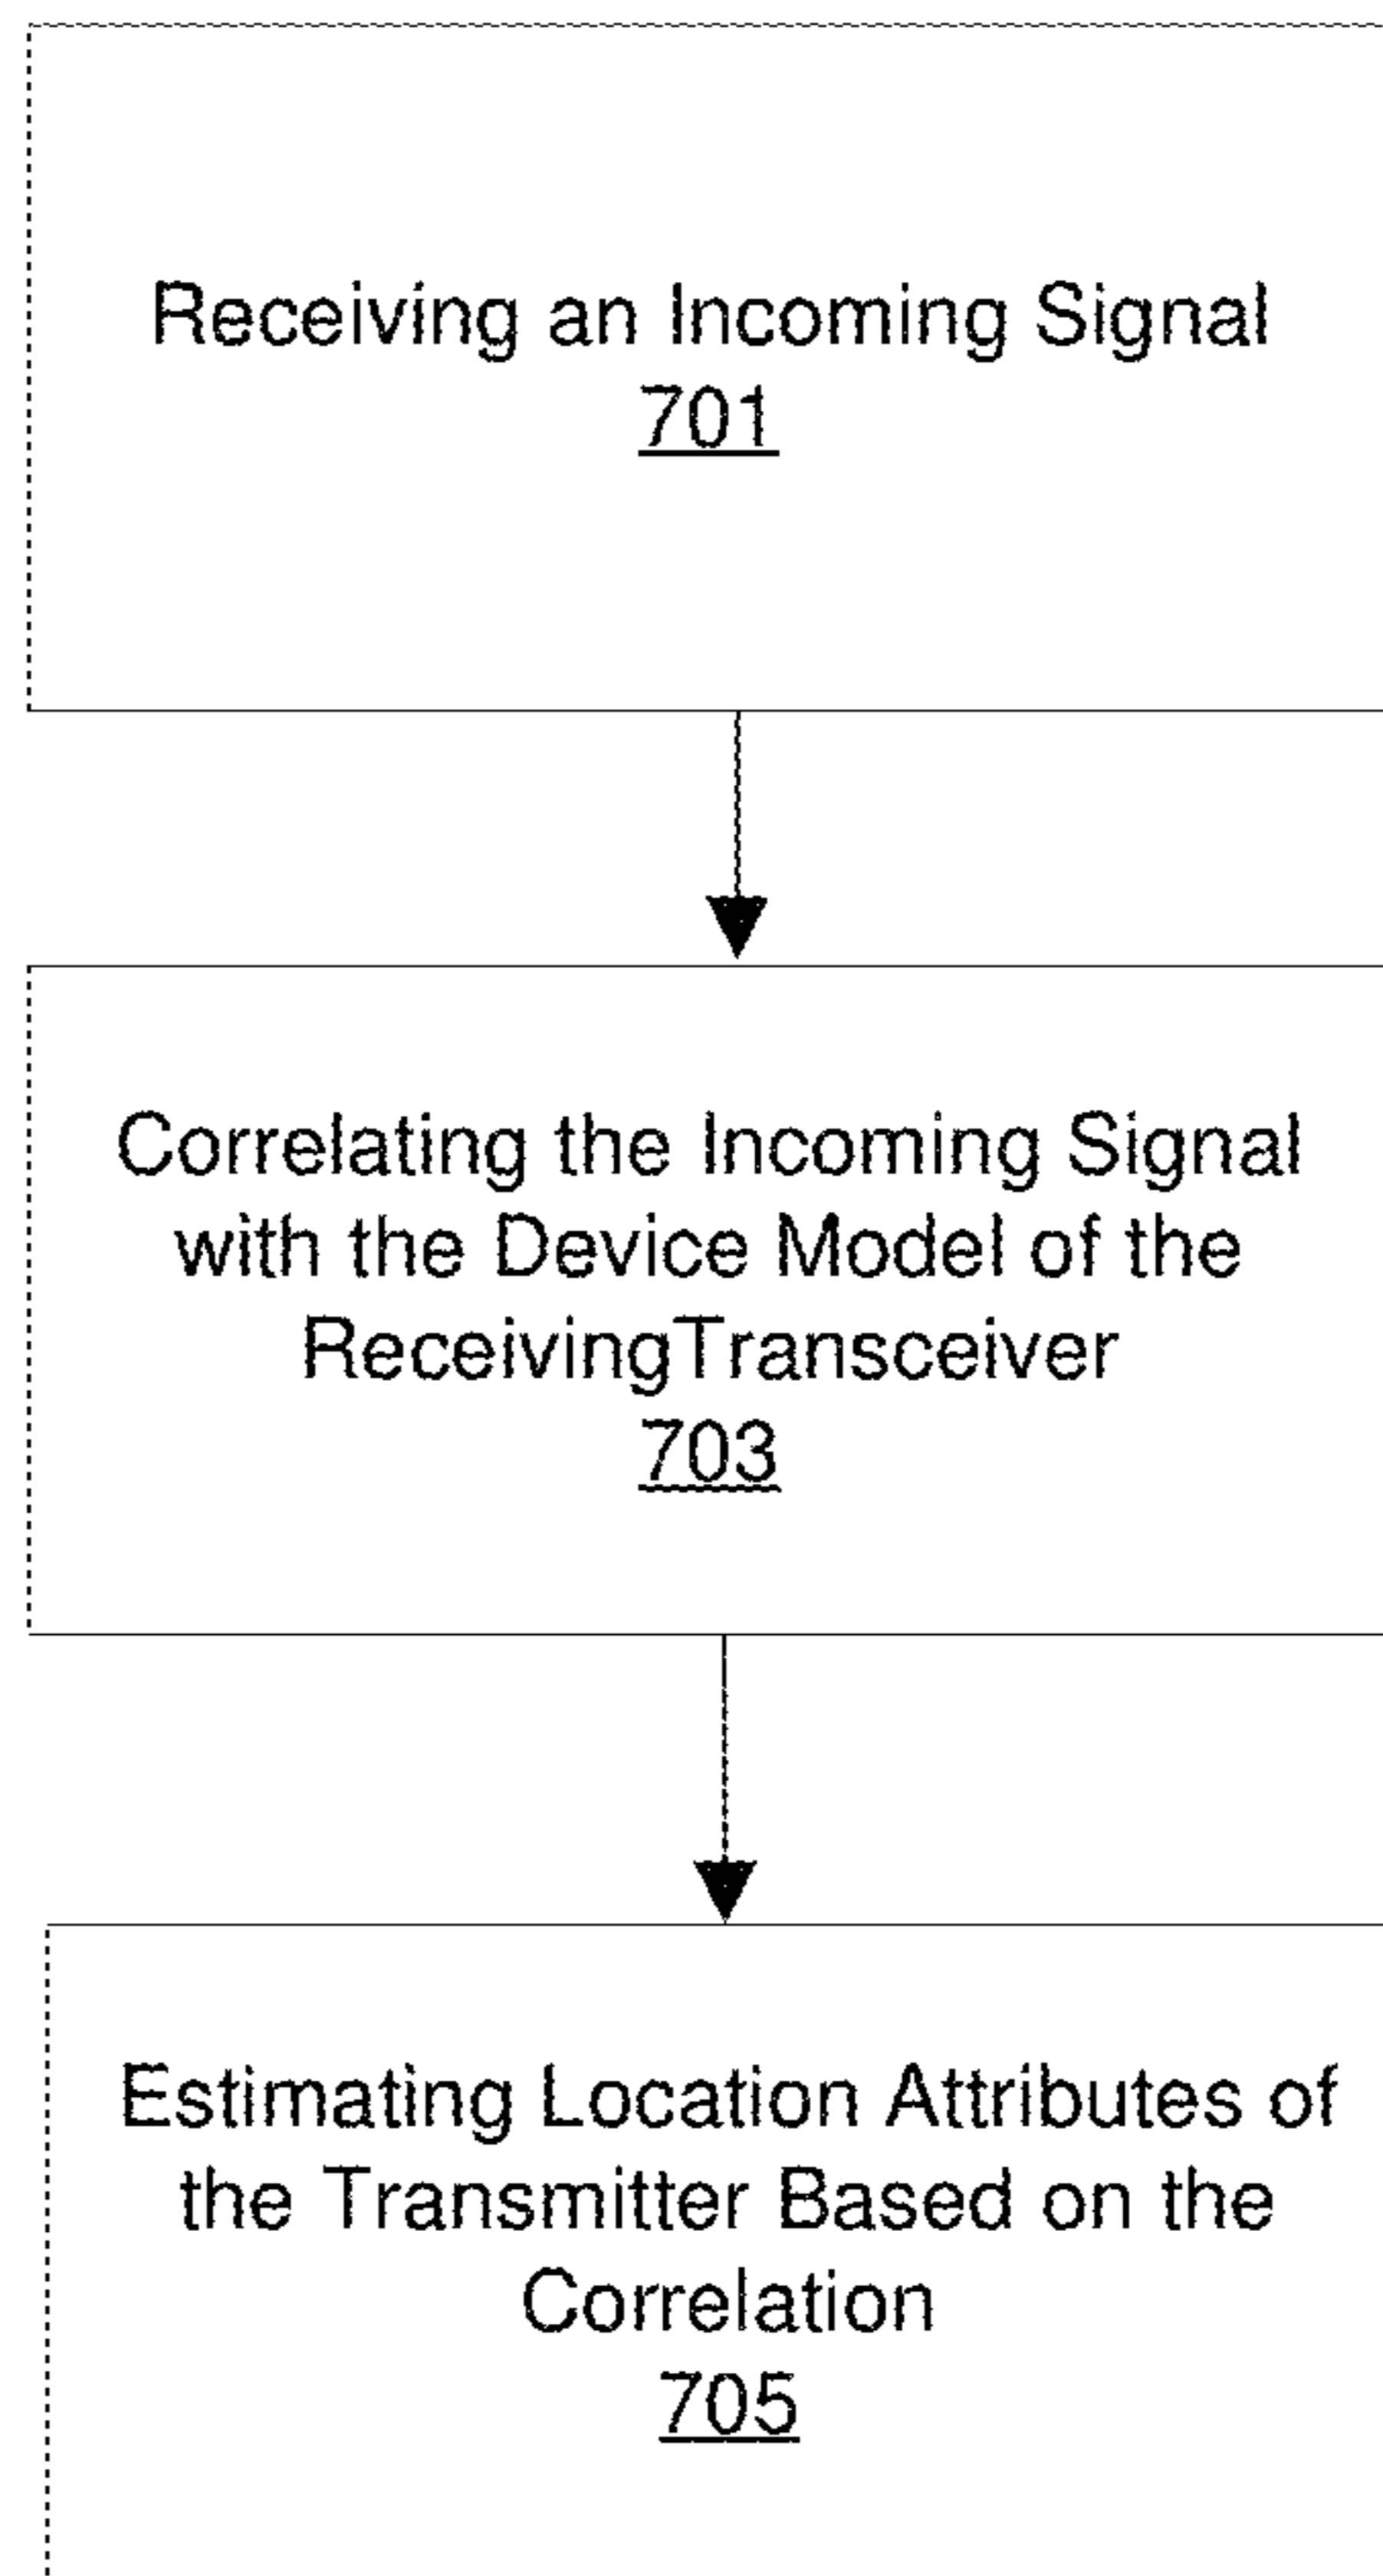 Receiving an Incoming Signal
701
Correlating the Incoming Signal
with the Device Model of the
ReceivingTransceiver
703
Estimating Location Attributes of
the Transmitter Based on the
Correlation
705